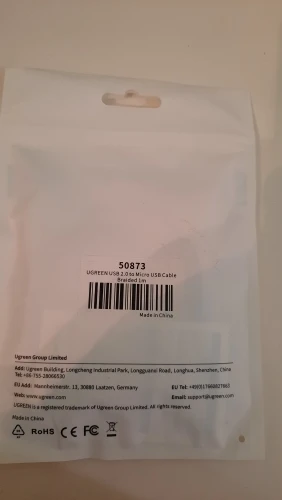 50873
UGREEN USB 2.0 to Micro USB Cable
Braided 1m
Made in China
Ugreen Group Limited
Add: Ugreen Building, Longcheng Industrial Park, Longguanxi Road, Longhua, Shenzhen, China
Tel: +86-755-28066530
EU Add: Mannheimerstr. 13, 30880 Laatzen, Germany EU Tel:
Web: www.ugreen.com Email: support@ugreen.com
UGREEN is a registered trademark of Ugreen Group Limited. All rights reserved.
Made in China
RoHS CE FC